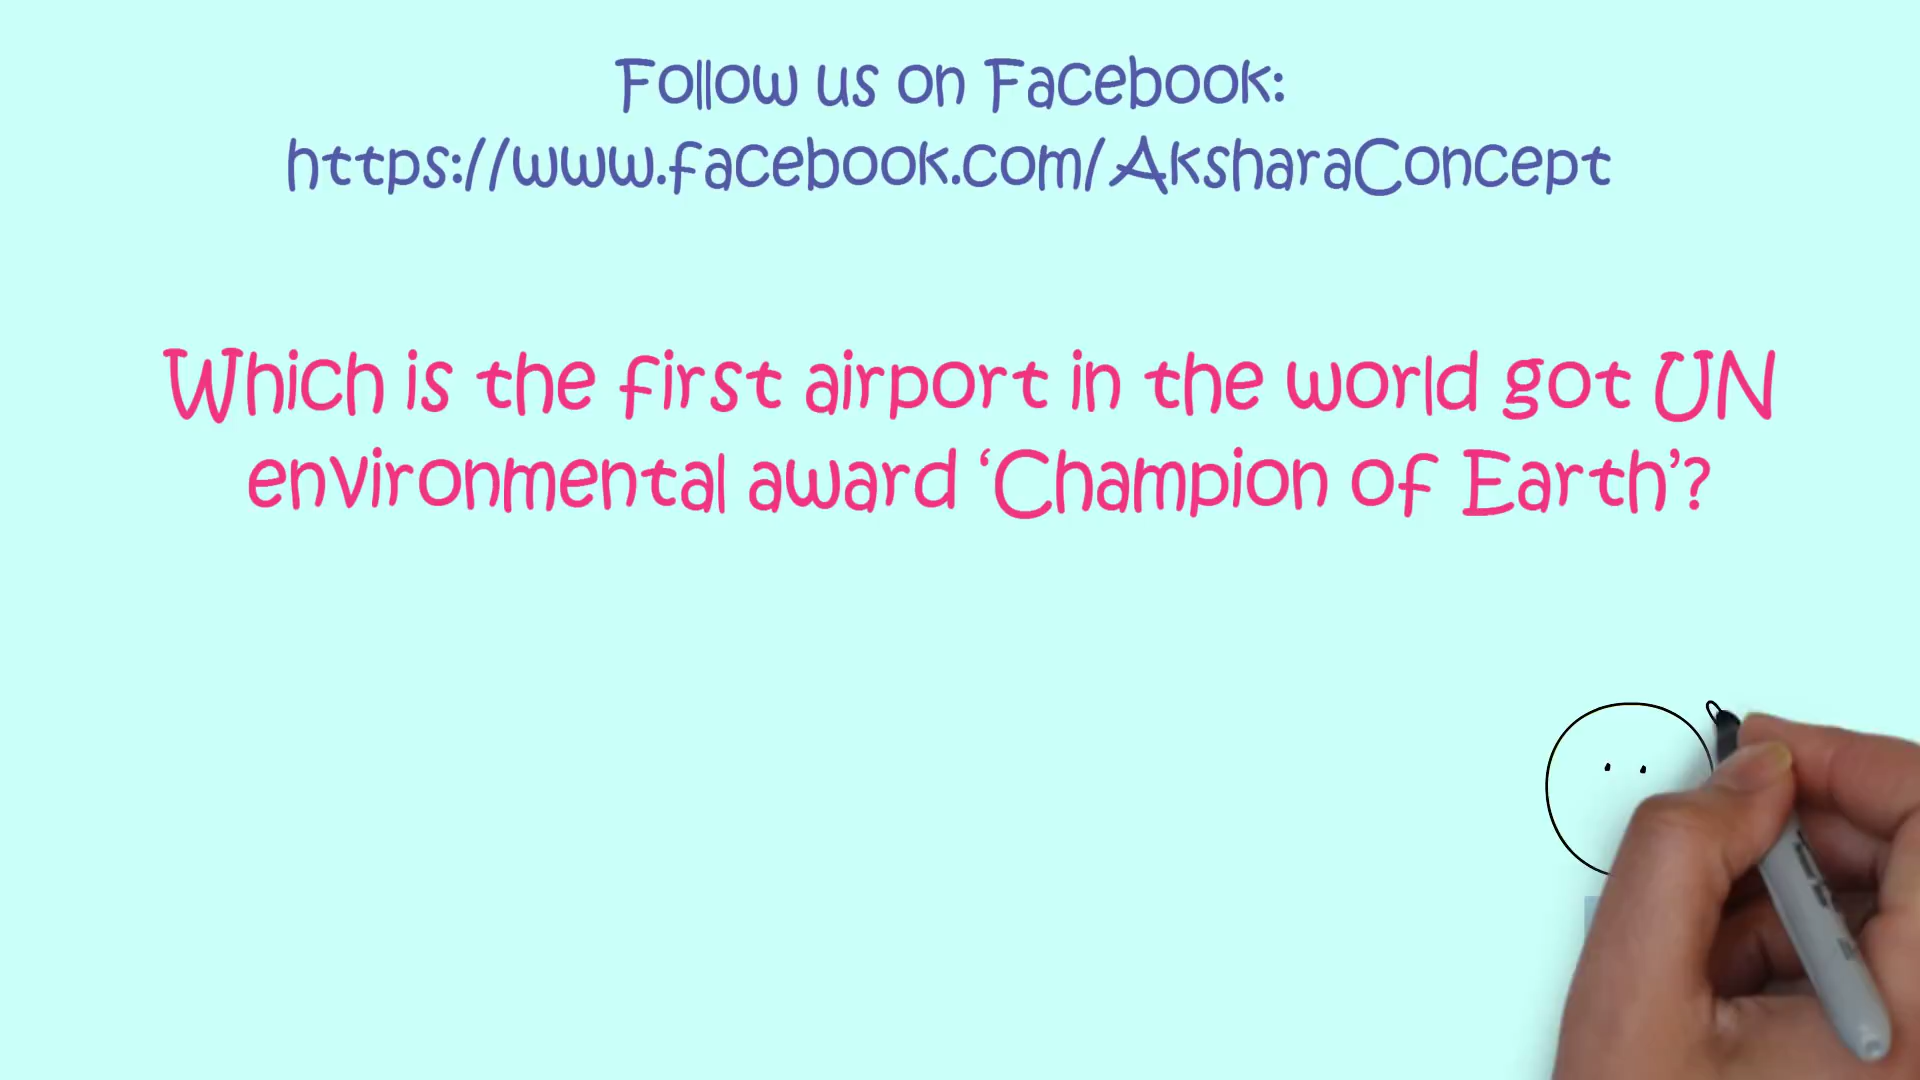 Follow us on Facebook:
https://www.facebook.com/AksharaConcept
Which is the first airport in the world got UN
environmental award ‘Champion of Earth’?